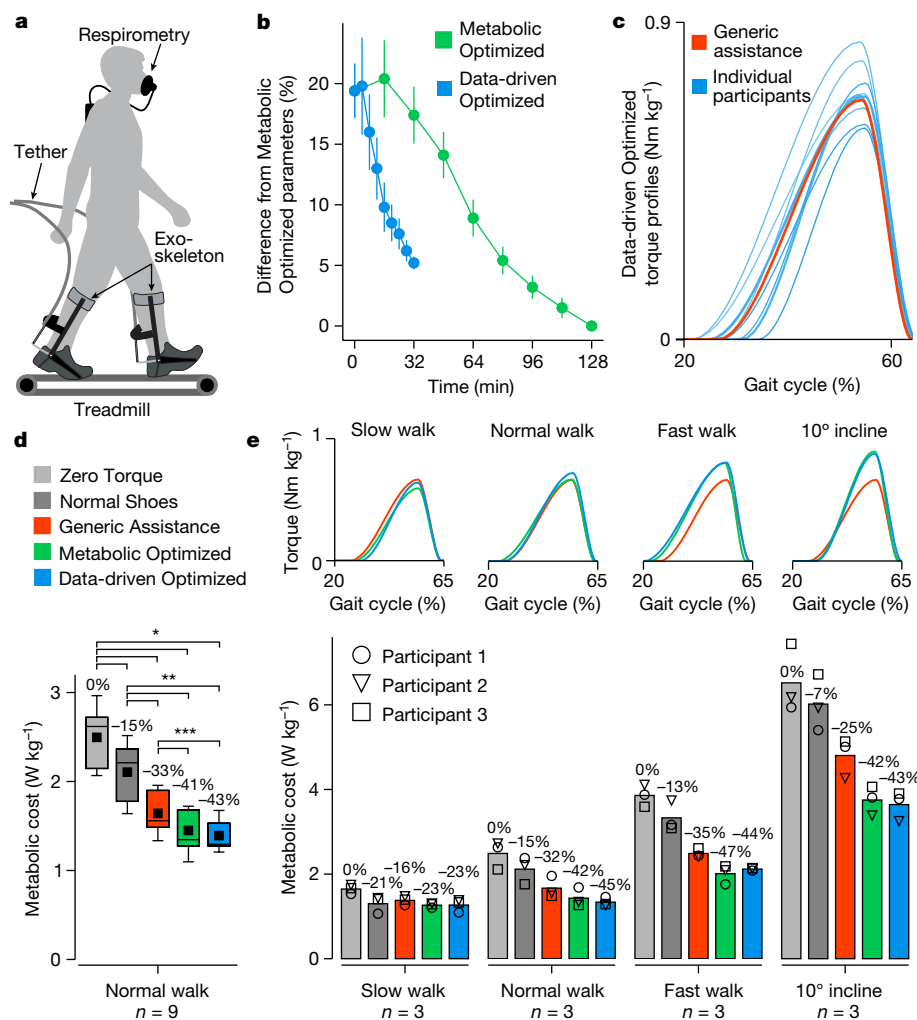 a
Respirometry
Tether
Exo-
skeleton
Treadmill
b
Metabolic
Optimized
Data-driven
Optimized
Difference from Metabolic
Optimized parameters (%)
20
15
10
5
0
0
32
64
96
128
Time (min)
c
Generic
assistance
Individual
participants
Data-driven Optimized
torque profiles (Nm kg⁻¹)
0.9
0
20
60
Gait cycle (%)
d
Zero Torque
Normal Shoes
Generic Assistance
Metabolic Optimized
Data-driven Optimized
*
**
***
0%
–15%
–33%
–41%
–43%
Metabolic cost (W kg⁻¹)
3
2
1
0
Normal walk
n = 9
e
Slow walk
Normal walk
Fast walk
10º incline
Torque (Nm kg⁻¹)
1
0
20
65
20
65
20
65
20
65
Gait cycle (%)
Gait cycle (%)
Gait cycle (%)
Gait cycle (%)
Participant 1
Participant 2
Participant 3
Metabolic cost (W kg⁻¹)
6
4
2
0
0%
–21%
–16%
–23%
–23%
0%
–15%
–32%
–42%
–45%
0%
–13%
–35%
–47%
–44%
0%
–7%
–25%
–42%
–43%
Slow walk
n = 3
Normal walk
n = 3
Fast walk
n = 3
10º incline
n = 3